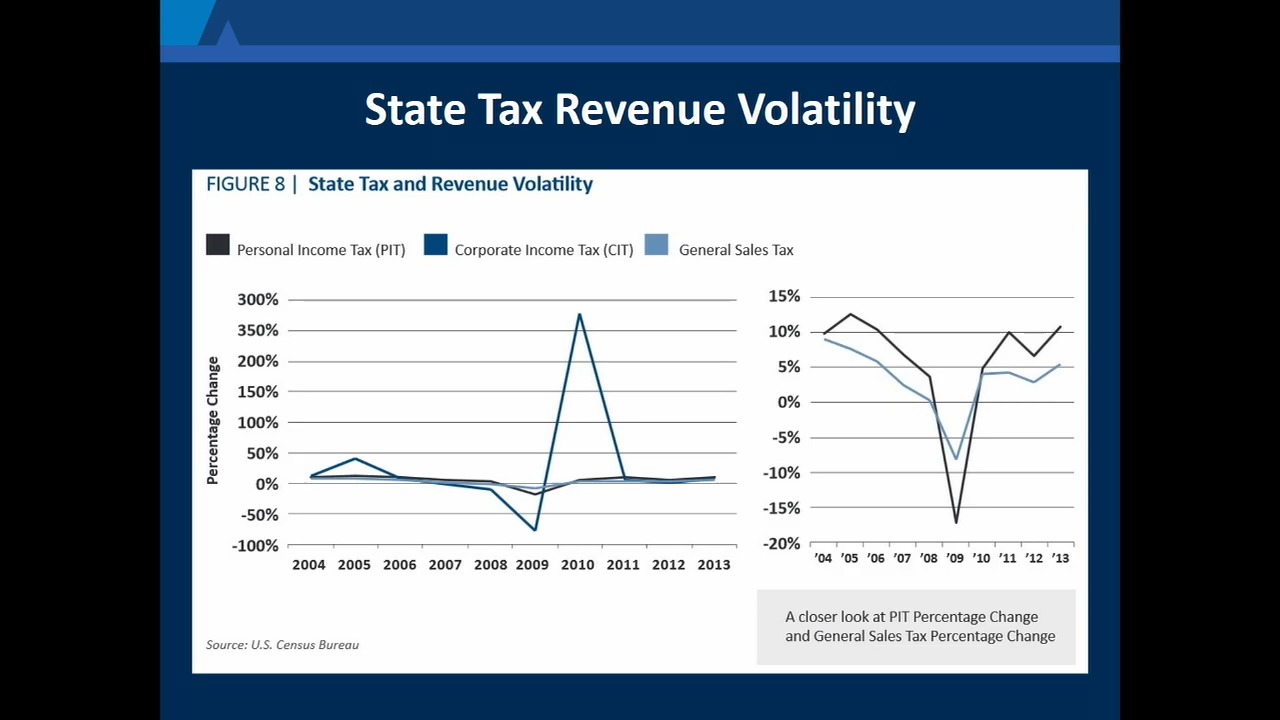 State Tax Revenue Volatility
FIGURE 8 | State Tax and Revenue Volatility
Personal Income Tax (PIT) Corporate Income Tax (CIT) General Sales Tax
Percentage Change
300%
350%
200%
150%
100%
50%
0%
-50%
-100%
2004 2005 2006 2007 2008 2009 2010 2011 2012 2013
15%
10%
5%
0%
-5%
-10%
-15%
-20%
’04 ’05 ’06 ’07 ’08 ’09 ’10 ’11 ’12 ’13
A closer look at PIT Percentage Change
and General Sales Tax Percentage Change
Source: U.S. Census Bureau